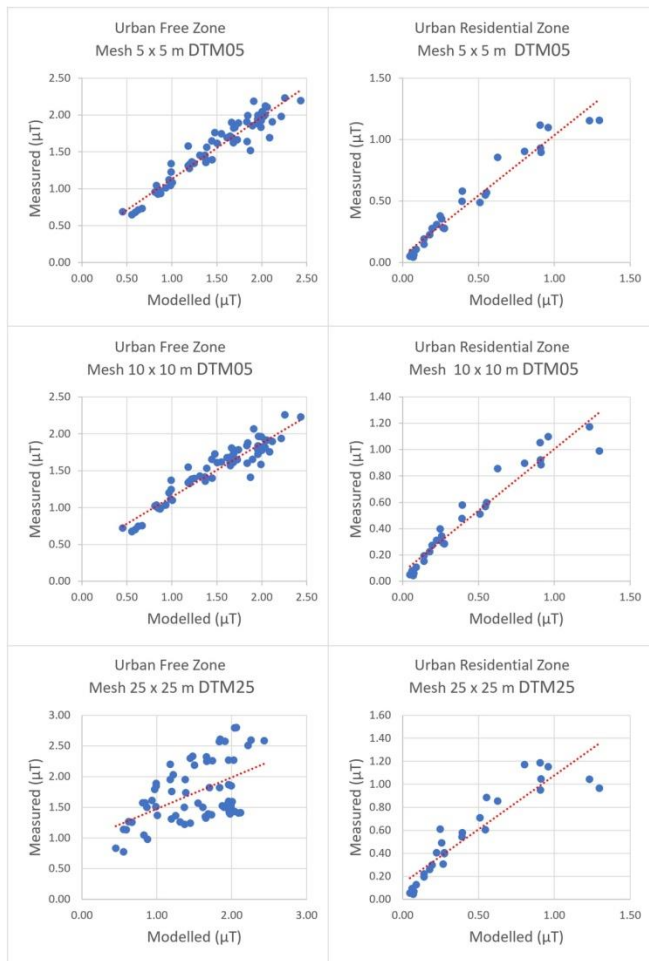 Urban Free Zone
Mesh 5 x 5 m DTM05
2.50
2.00
1.50
1.00
0.50
0.00
Measured (µT)
0.00 0.50 1.00 1.50 2.00 2.50
Modelled (µT)
Urban Residential Zone
Mesh 5 x 5 m DTM05
1.50
1.00
0.50
0.00
Measured (µT)
0.00 0.50 1.00 1.50
Modelled (µT)
Urban Free Zone
Mesh 10 x 10 m DTM05
2.50
2.00
1.50
1.00
0.50
0.00
Measured (µT)
0.00 0.50 1.00 1.50 2.00 2.50
Modelled (µT)
Urban Residential Zone
Mesh 10 x 10 m DTM05
1.40
1.20
1.00
0.80
0.60
0.40
0.20
0.00
Measured (µT)
0.00 0.50 1.00 1.50
Modelled (µT)
Urban Free Zone
Mesh 25 x 25 m DTM25
3.00
2.50
2.00
1.50
1.00
0.50
0.00
Measured (µT)
0.00 1.00 2.00 3.00
Modelled (µT)
Urban Residential Zone
Mesh 25 x 25 m DTM25
1.60
1.40
1.20
1.00
0.80
0.60
0.40
0.20
0.00
Measured (µT)
0.00 0.50 1.00 1.50
Modelled (µT)